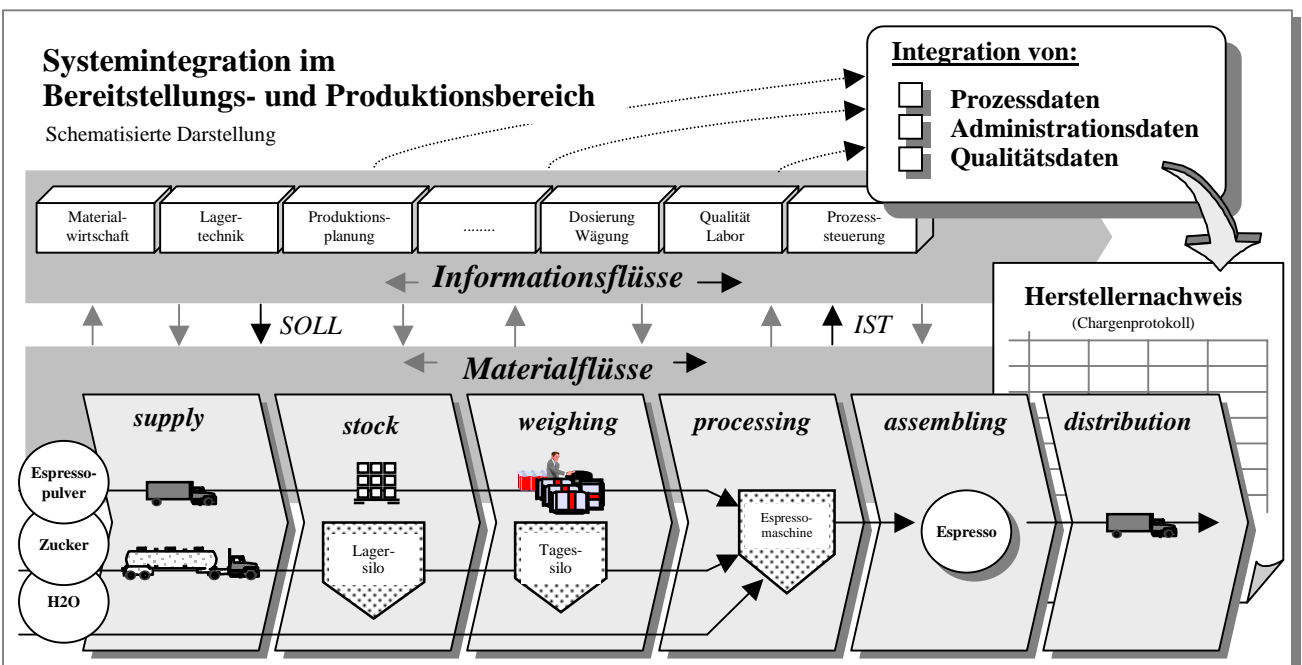 Systemintegration im
Bereitstellungs- und Produktionsbereich
Schematisierte Darstellung
Integration von:
Prozessdaten
Administrationsdaten
Qualitätsdaten
Material-
wirtschaft
Lager-
technik
Produktions-
planung
........
Dosierung
Wägung
Qualität
Labor
Prozess-
steuerung
Informationsflüsse
Herstellernachweis
(Chargenprotokoll)
SOLL
IST
Materialflüsse
supply
stock
weighing
processing
assembling
distribution
Espresso-
pulver
Zucker
H2O
Lager-
silo
Tages-
silo
Espresso-
maschine
Espresso